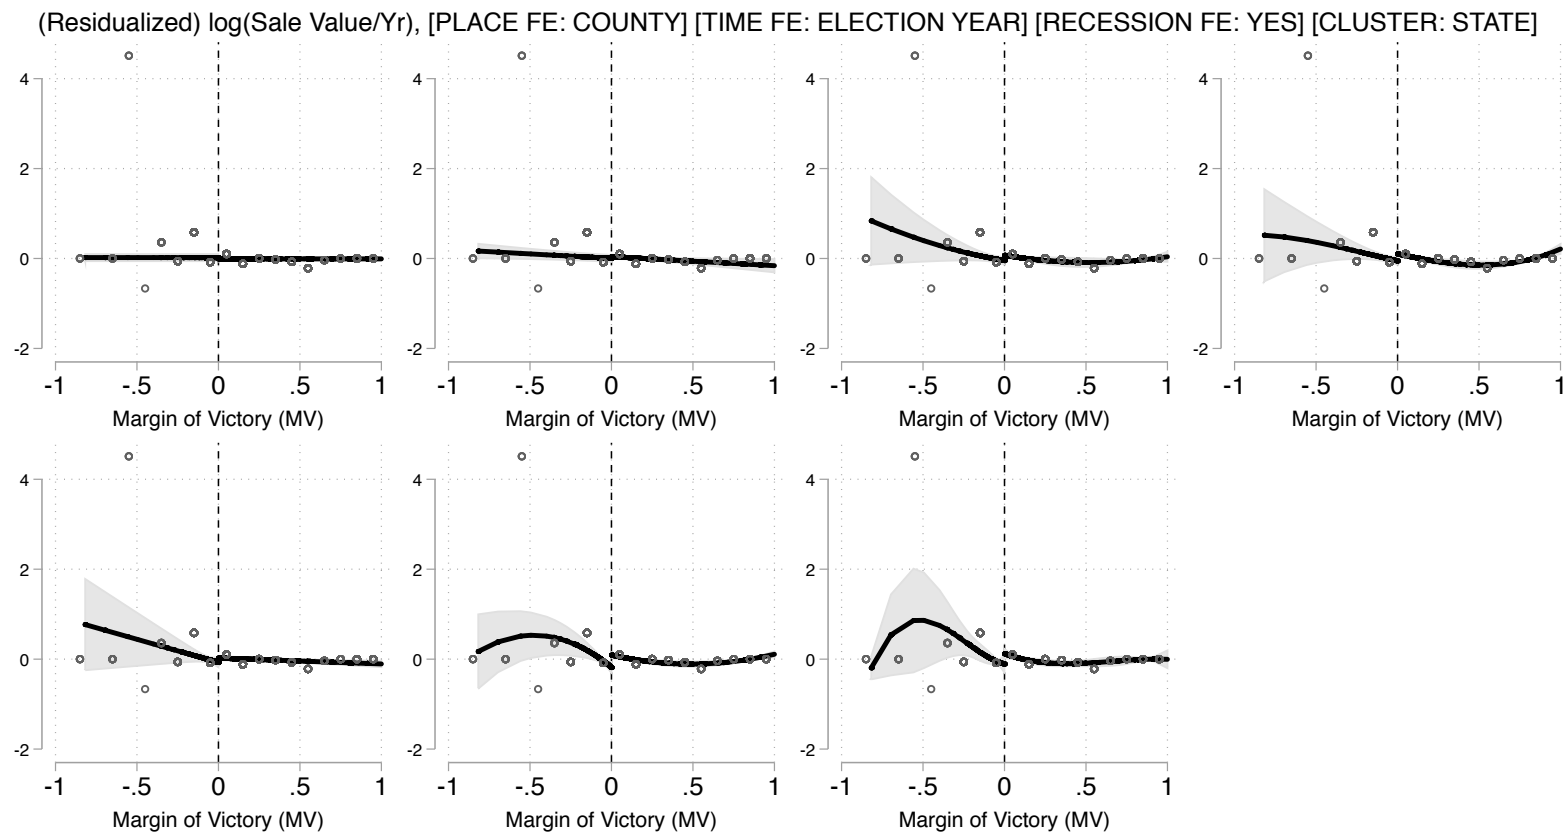 (Residualized) log(Sale Value/Yr), [PLACE FE: COUNTY] [TIME FE: ELECTION YEAR] [RECESSION FE: YES] [CLUSTER: STATE]
4
2
0
-2
-1 -.5 0 .5 1
Margin of Victory (MV)
4
2
0
-2
-1 -.5 0 .5 1
Margin of Victory (MV)
4
2
0
-2
-1 -.5 0 .5 1
Margin of Victory (MV)
4
2
0
-2
-1 -.5 0 .5 1
Margin of Victory (MV)
4
2
0
-2
-1 -.5 0 .5 1
Margin of Victory (MV)
4
2
0
-2
-1 -.5 0 .5 1
Margin of Victory (MV)
4
2
0
-2
-1 -.5 0 .5 1
Margin of Victory (MV)